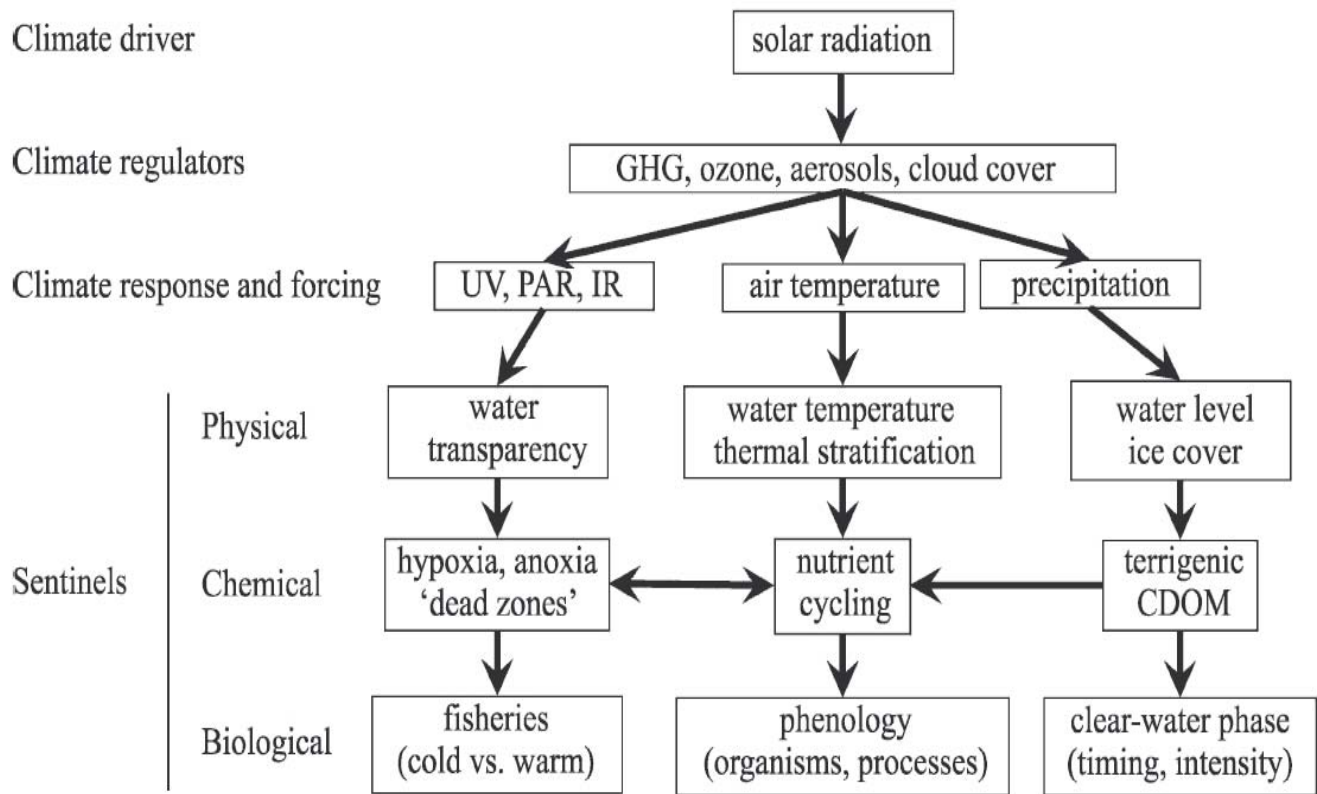 Climate driver
solar radiation
Climate regulators
GHG, ozone, aerosols, cloud cover
Climate response and forcing
UV, PAR, IR
air temperature
precipitation
Sentinels
Physical
water
transparency
water temperature
thermal stratification
water level
ice cover
Chemical
hypoxia, anoxia
‘dead zones’
nutrient
cycling
terrigenic
CDOM
Biological
fisheries
(cold vs. warm)
phenology
(organisms, processes)
clear-water phase
(timing, intensity)